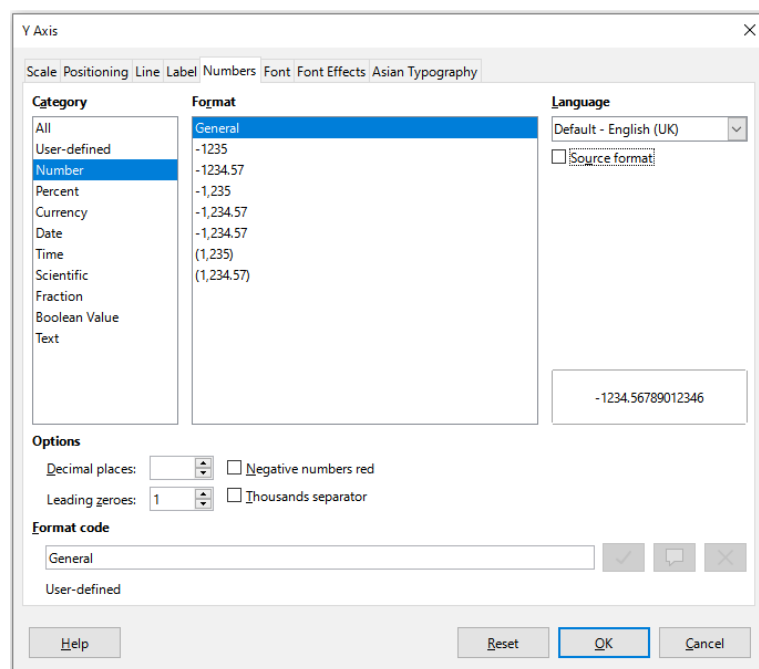 Y Axis
Scale Positioning Line Label Numbers Font Font Effects Asian Typography
Category Format Language
All General Default - English (UK)
User-defined -1235 Source format
Number -1234.57
Percent -1,235
Currency -1,234.57
Date -1,234.57
Time (1,235)
Scientific (1,234.57)
Fraction
Boolean Value
Text
-1234.56789012346
Options
Decimal places: Negative numbers red
Leading zeroes: 1 Thousands separator
Format code
General
User-defined
Help Reset OK Cancel